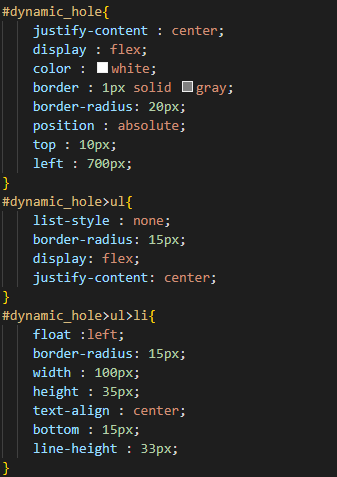 #dynamic_hole{
justify-content : center;
display : flex;
color : white;
border : 1px solid gray;
border-radius: 20px;
position : absolute;
top : 10px;
left : 700px;
}
#dynamic_hole>ul{
list-style : none;
border-radius: 15px;
display: flex;
justify-content: center;
}
#dynamic_hole>ul>li{
float :left;
border-radius: 15px;
width : 100px;
height : 35px;
text-align : center;
bottom : 15px;
line-height : 33px;
}